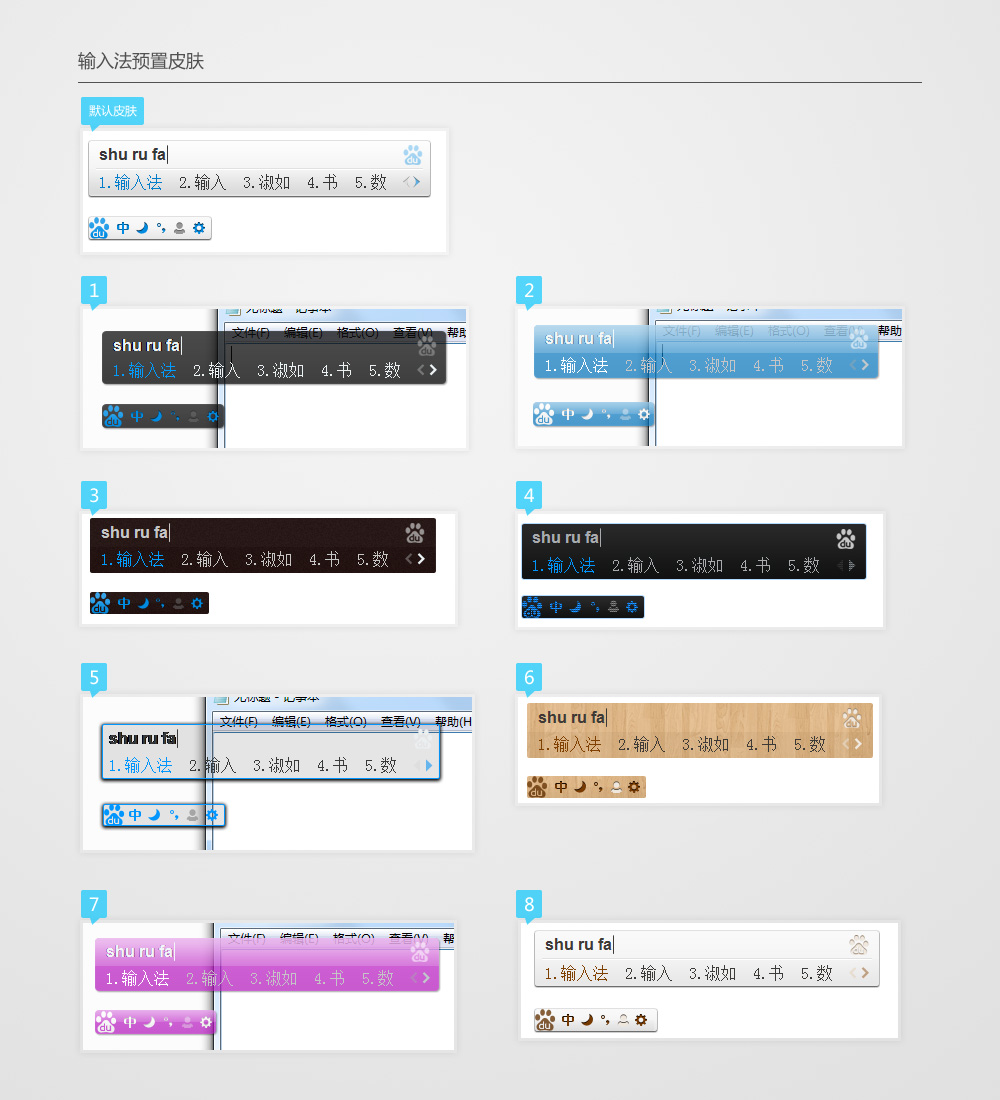 输入法预置皮肤
默认皮肤
shu ru fa
1.输入法 2.输入 3.淑如 4.书 5.数
du 中
1
2
无标题 - 记事本
文件(F) 编辑(E) 格式(O) 查看(V) 帮助
shu ru fa
1.输入法 2.输入 3.淑如 4.书 5.数
du 中
文件(F) 编辑(E) 格式(O) 查看(V) 帮助
shu ru fa
1.输入法 2.输入 3.淑如 4.书 5.数
du 中
3
4
shu ru fa
1.输入法 2.输入 3.淑如 4.书 5.数
du 中
shu ru fa
1.输入法 2.输入 3.淑如 4.书 5.数
du 中
5
6
无标题 - 记事本
文件(F) 编辑(E) 格式(O) 查看(V) 帮助(H
shu ru fa
1.输入法 2.输入 3.淑如 4.书 5.数
du 中
shu ru fa
1.输入法 2.输入 3.淑如 4.书 5.数
du 中
7
8
文件(F) 编辑(E) 格式(O) 查看(V) 帮
shu ru fa
1.输入法 2.输入 3.淑如 4.书 5.数
du 中
shu ru fa
1.输入法 2.输入 3.淑如 4.书 5.数
du 中